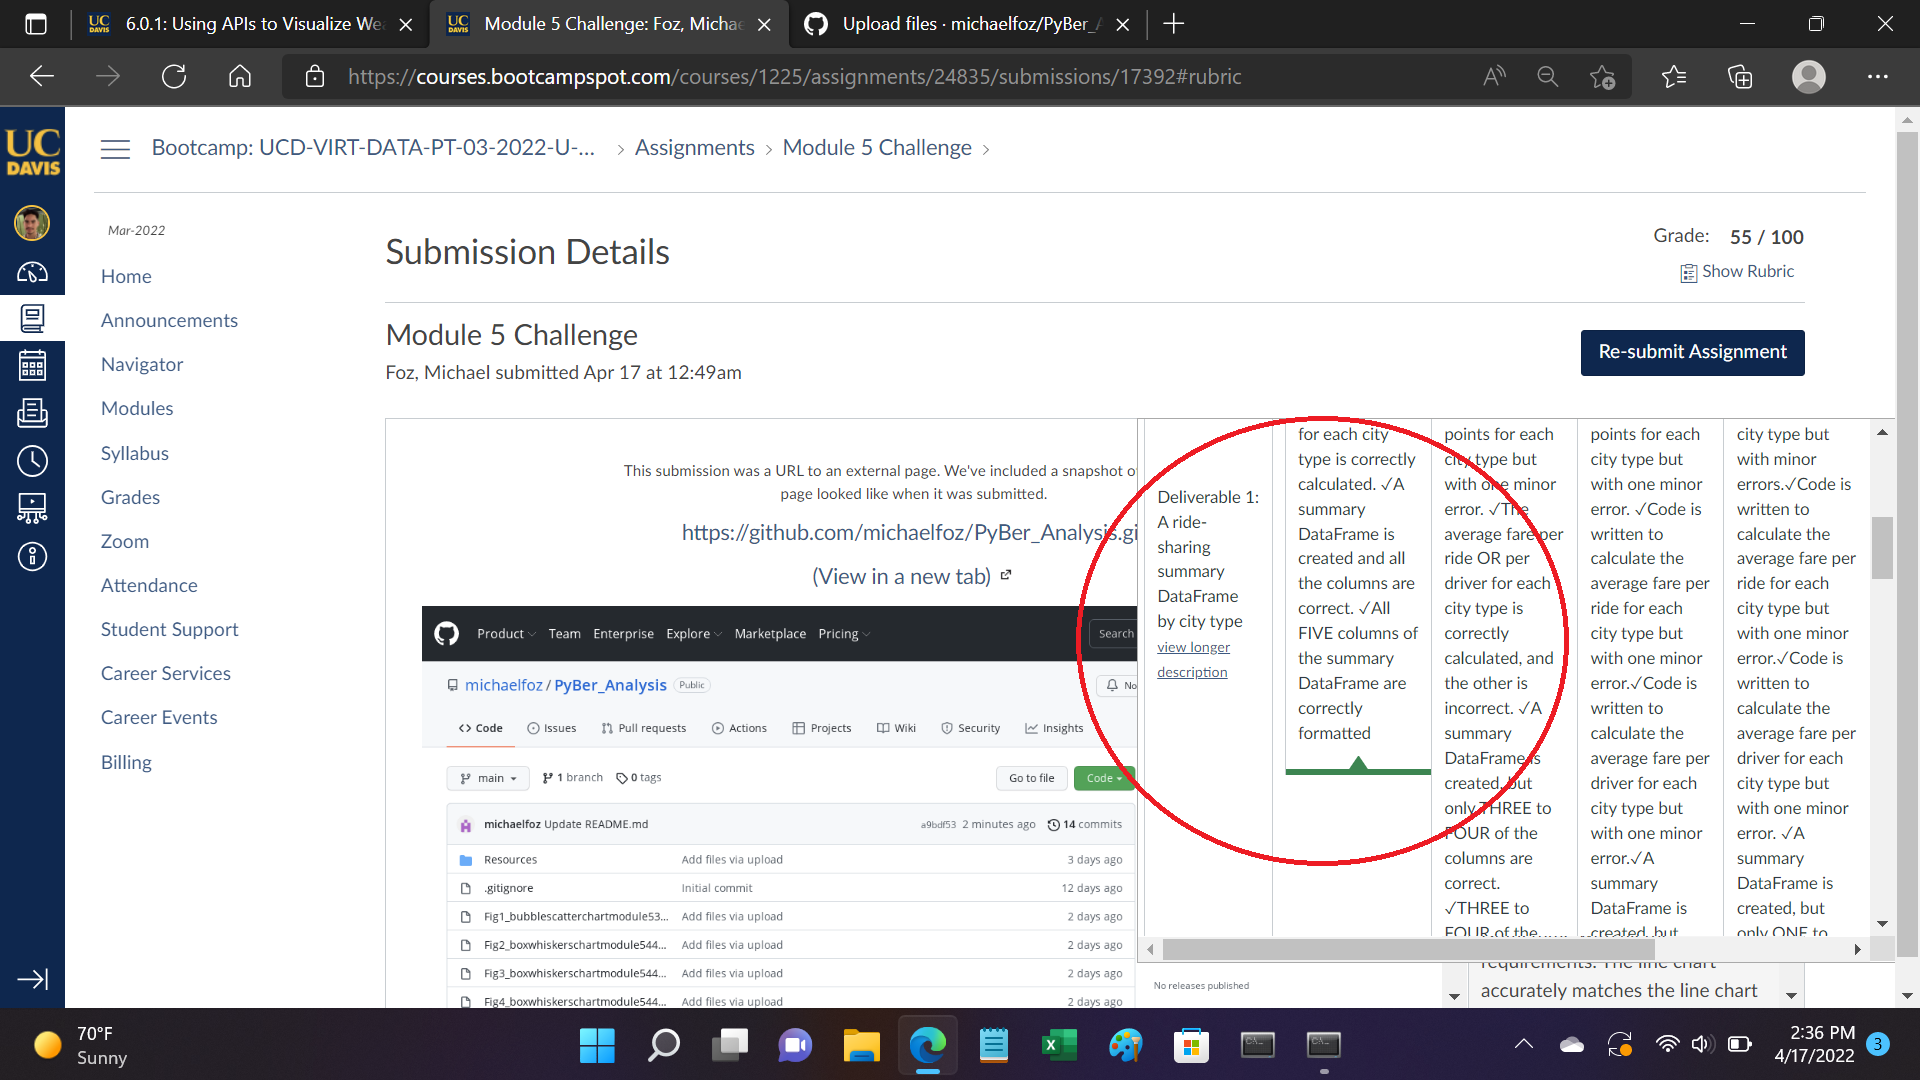 6.0.1: Using APIs to Visualize We
Module 5 Challenge: Foz, Michae
Upload files · michaelfoz/PyBer_A
https://courses.bootcampspot.com/courses/1225/assignments/24835/submissions/17392#rubric
UC
DAVIS
Bootcamp: UCD-VIRT-DATA-PT-03-2022-U-... › Assignments › Module 5 Challenge ›
Mar-2022
Home
Announcements
Navigator
Modules
Syllabus
Grades
Zoom
Attendance
Student Support
Career Services
Career Events
Billing
Submission Details
Grade: 55 / 100
Show Rubric
Module 5 Challenge
Foz, Michael submitted Apr 17 at 12:49am
Re-submit Assignment
This submission was a URL to an external page. We've included a snapshot o
page looked like when it was submitted.
https://github.com/michaelfoz/PyBer_Analysis.gi
(View in a new tab)
Product Team Enterprise Explore Marketplace Pricing
Search
michaelfoz / PyBer_Analysis Public
No
Code Issues Pull requests Actions Projects Wiki Security Insights
main 1 branch 0 tags
Go to file Code
michaelfoz Update README.md a9bdf53 2 minutes ago 14 commits
Resources Add files via upload 3 days ago
.gitignore Initial commit 12 days ago
Fig1_bubblescatterchartmodule53... Add files via upload 2 days ago
Fig2_boxwhiskerschartmodule544... Add files via upload 2 days ago
Fig3_boxwhiskerschartmodule544... Add files via upload 2 days ago
Fig4_boxwhiskerschartmodule544... Add files via upload 2 days ago
Deliverable 1:
A ride-
sharing
summary
DataFrame
by city type
view longer
description
for each city
type is correctly
calculated. ✓A
summary
DataFrame is
created and all
the columns are
correct. ✓All
FIVE columns of
the summary
DataFrame are
correctly
formatted
points for each
city type but
with one minor
error. ✓The
average fare per
ride OR per
driver for each
city type is
correctly
calculated, and
the other is
incorrect. ✓A
summary
DataFrame is
created, but
only THREE to
FOUR of the
columns are
correct.
✓THREE to
FOUR of the
points for each
city type but
with one minor
error. ✓Code is
written to
calculate the
average fare per
ride for each
city type but
with one minor
error.✓Code is
written to
calculate the
average fare per
driver for each
city type but
with one minor
error.✓A
summary
DataFrame is
created, but
city type but
with minor
errors.✓Code is
written to
calculate the
average fare per
ride for each
city type but
with one minor
error.✓Code is
written to
calculate the
average fare per
driver for each
city type but
with one minor
error. ✓A
summary
DataFrame is
created, but
only ONE to
No releases published
requirements. The line chart
accurately matches the line chart
70°F
Sunny
2:36 PM
4/17/2022
3